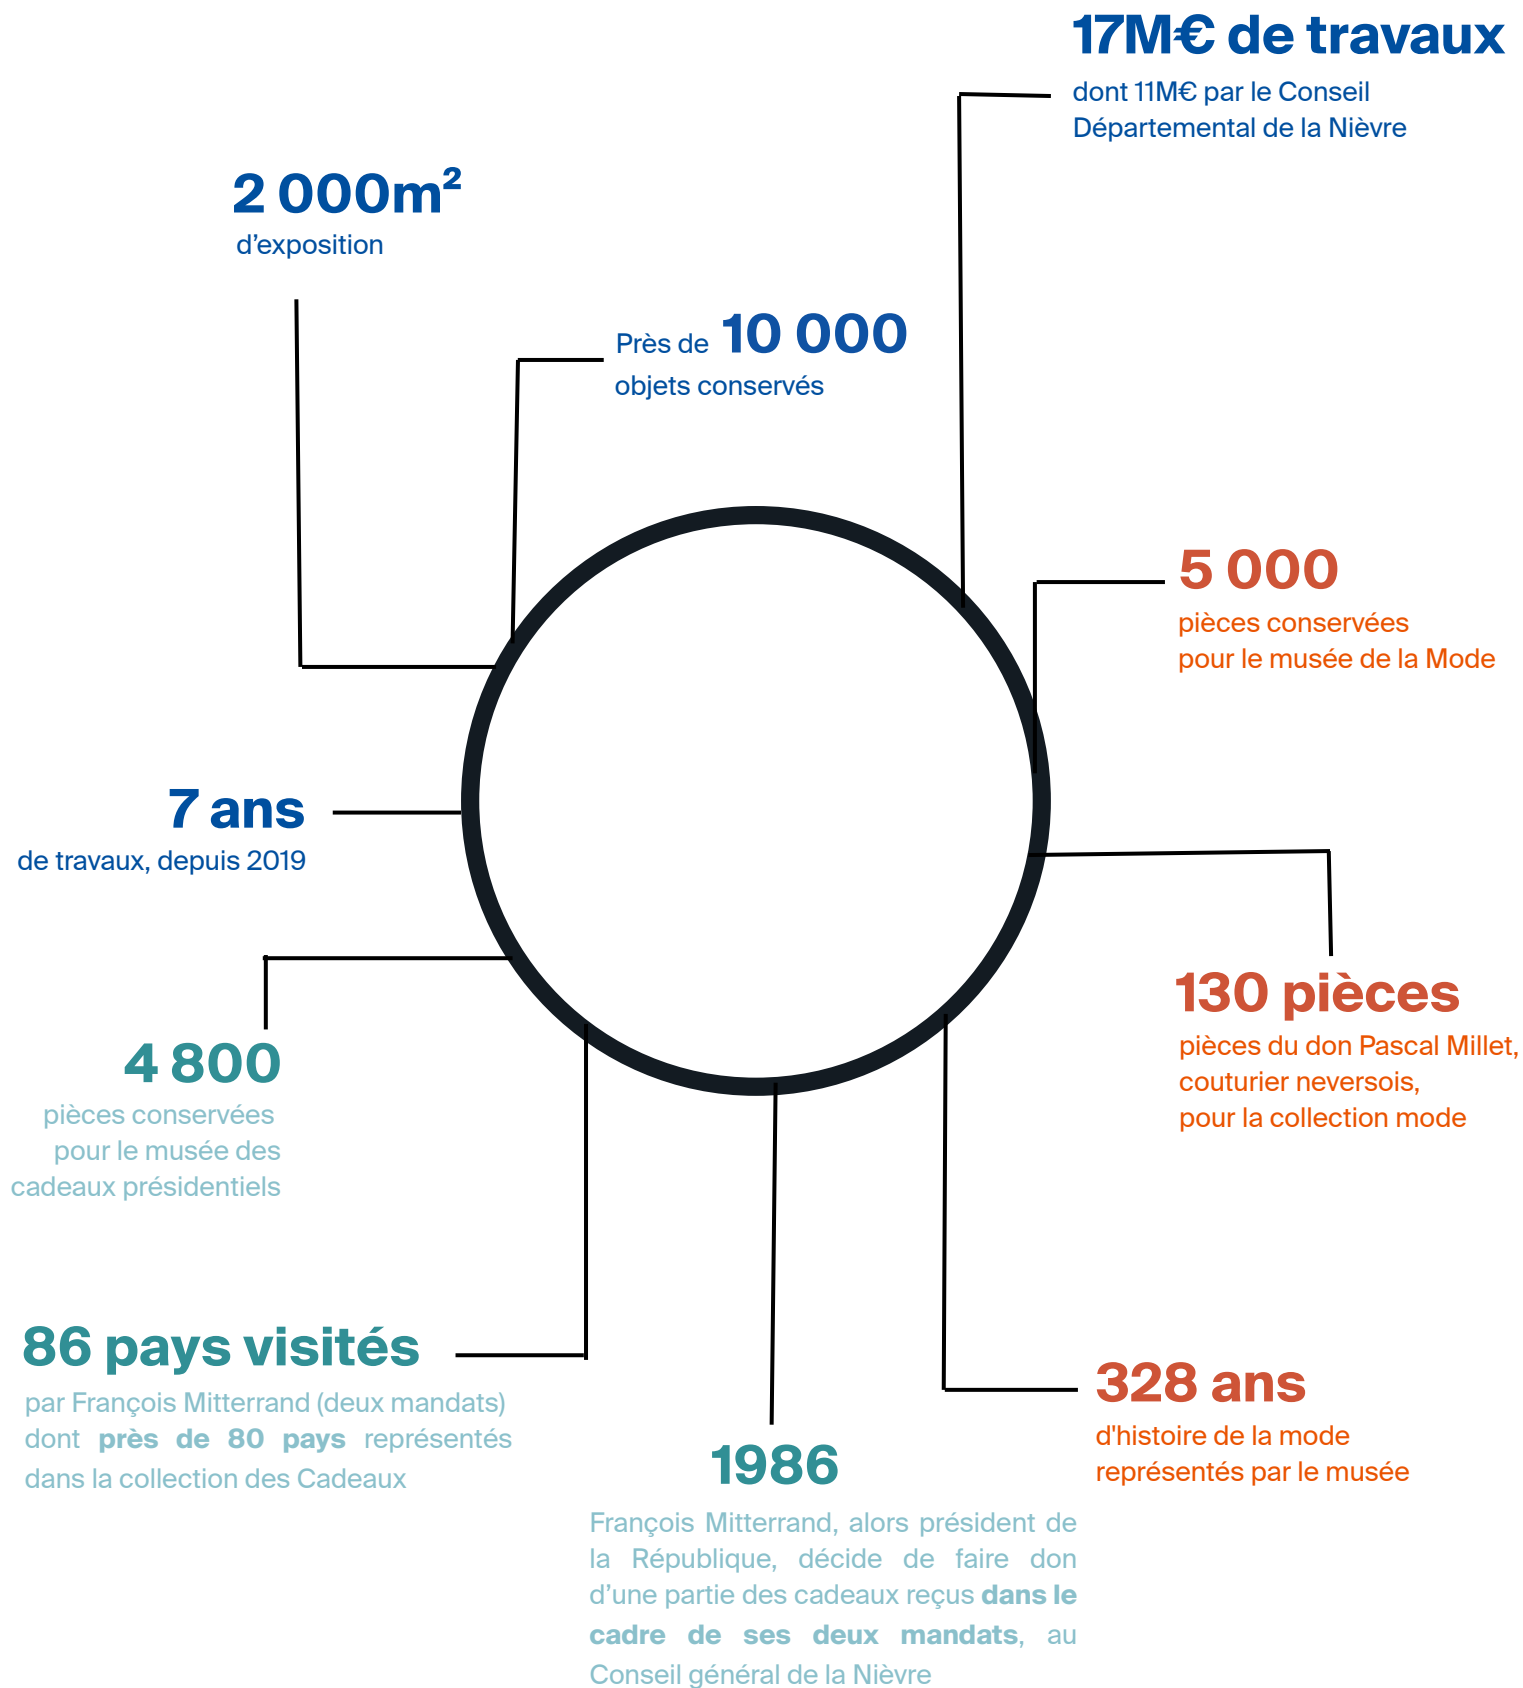 17M€ de travaux
dont 11M€ par le Conseil
Départemental de la Nièvre
2 000m²
d’exposition
Près de 10 000
objets conservés
5 000
pièces conservées
pour le musée de la Mode
7 ans
de travaux, depuis 2019
130 pièces
pièces du don Pascal Millet,
couturier neversois,
pour la collection mode
4 800
pièces conservées
pour le musée des
cadeaux présidentiels
86 pays visités
par François Mitterrand (deux mandats)
dont près de 80 pays représentés
dans la collection des Cadeaux
328 ans
d'histoire de la mode
représentés par le musée
1986
François Mitterrand, alors président de
la République, décide de faire don
d’une partie des cadeaux reçus dans le
cadre de ses deux mandats, au
Conseil général de la Nièvre